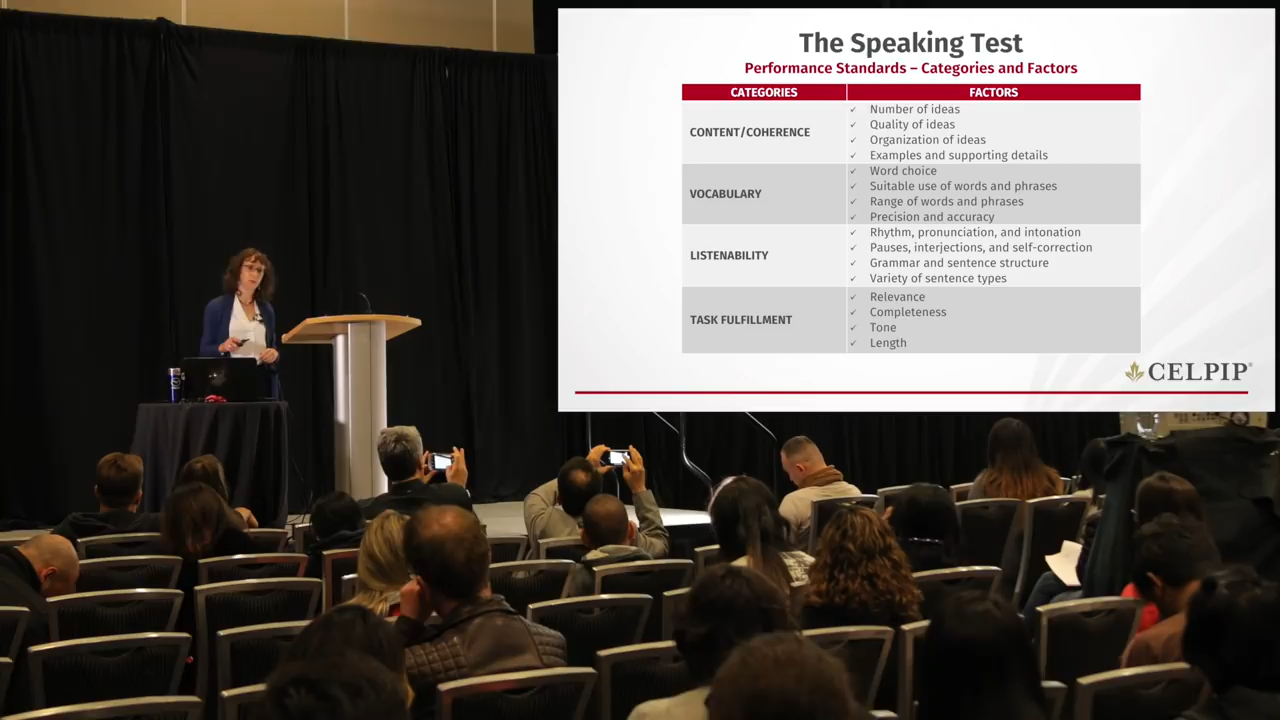 The Speaking Test
Performance Standards – Categories and Factors
CATEGORIES
FACTORS
CONTENT/COHERENCE
✓ Number of ideas
✓ Quality of ideas
✓ Organization of ideas
✓ Examples and supporting details
VOCABULARY
✓ Word choice
✓ Suitable use of words and phrases
✓ Range of words and phrases
✓ Precision and accuracy
LISTENABILITY
✓ Rhythm, pronunciation, and intonation
✓ Pauses, interjections, and self-correction
✓ Grammar and sentence structure
✓ Variety of sentence types
TASK FULFILLMENT
✓ Relevance
✓ Completeness
✓ Tone
✓ Length
CELPIP®